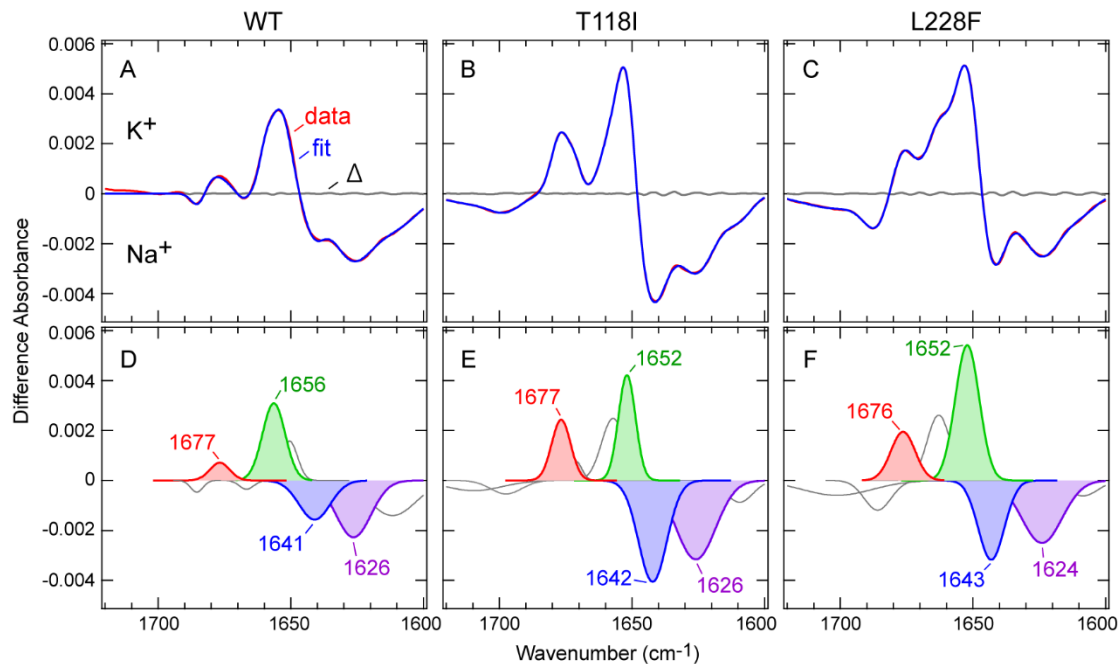 WT T118I L228F
0.006
0.004
0.002
0
-0.002
-0.004
A
K+
data
fit
Δ
Na+
B
C
Difference Absorbance
0.006
0.004
0.002
0
-0.002
-0.004
D
1677
1656
1641
1626
E
1677
1652
1642
1626
F
1676
1652
1643
1624
1700 1650 1600 1700 1650 1600 1700 1650 1600
Wavenumber (cm-1)